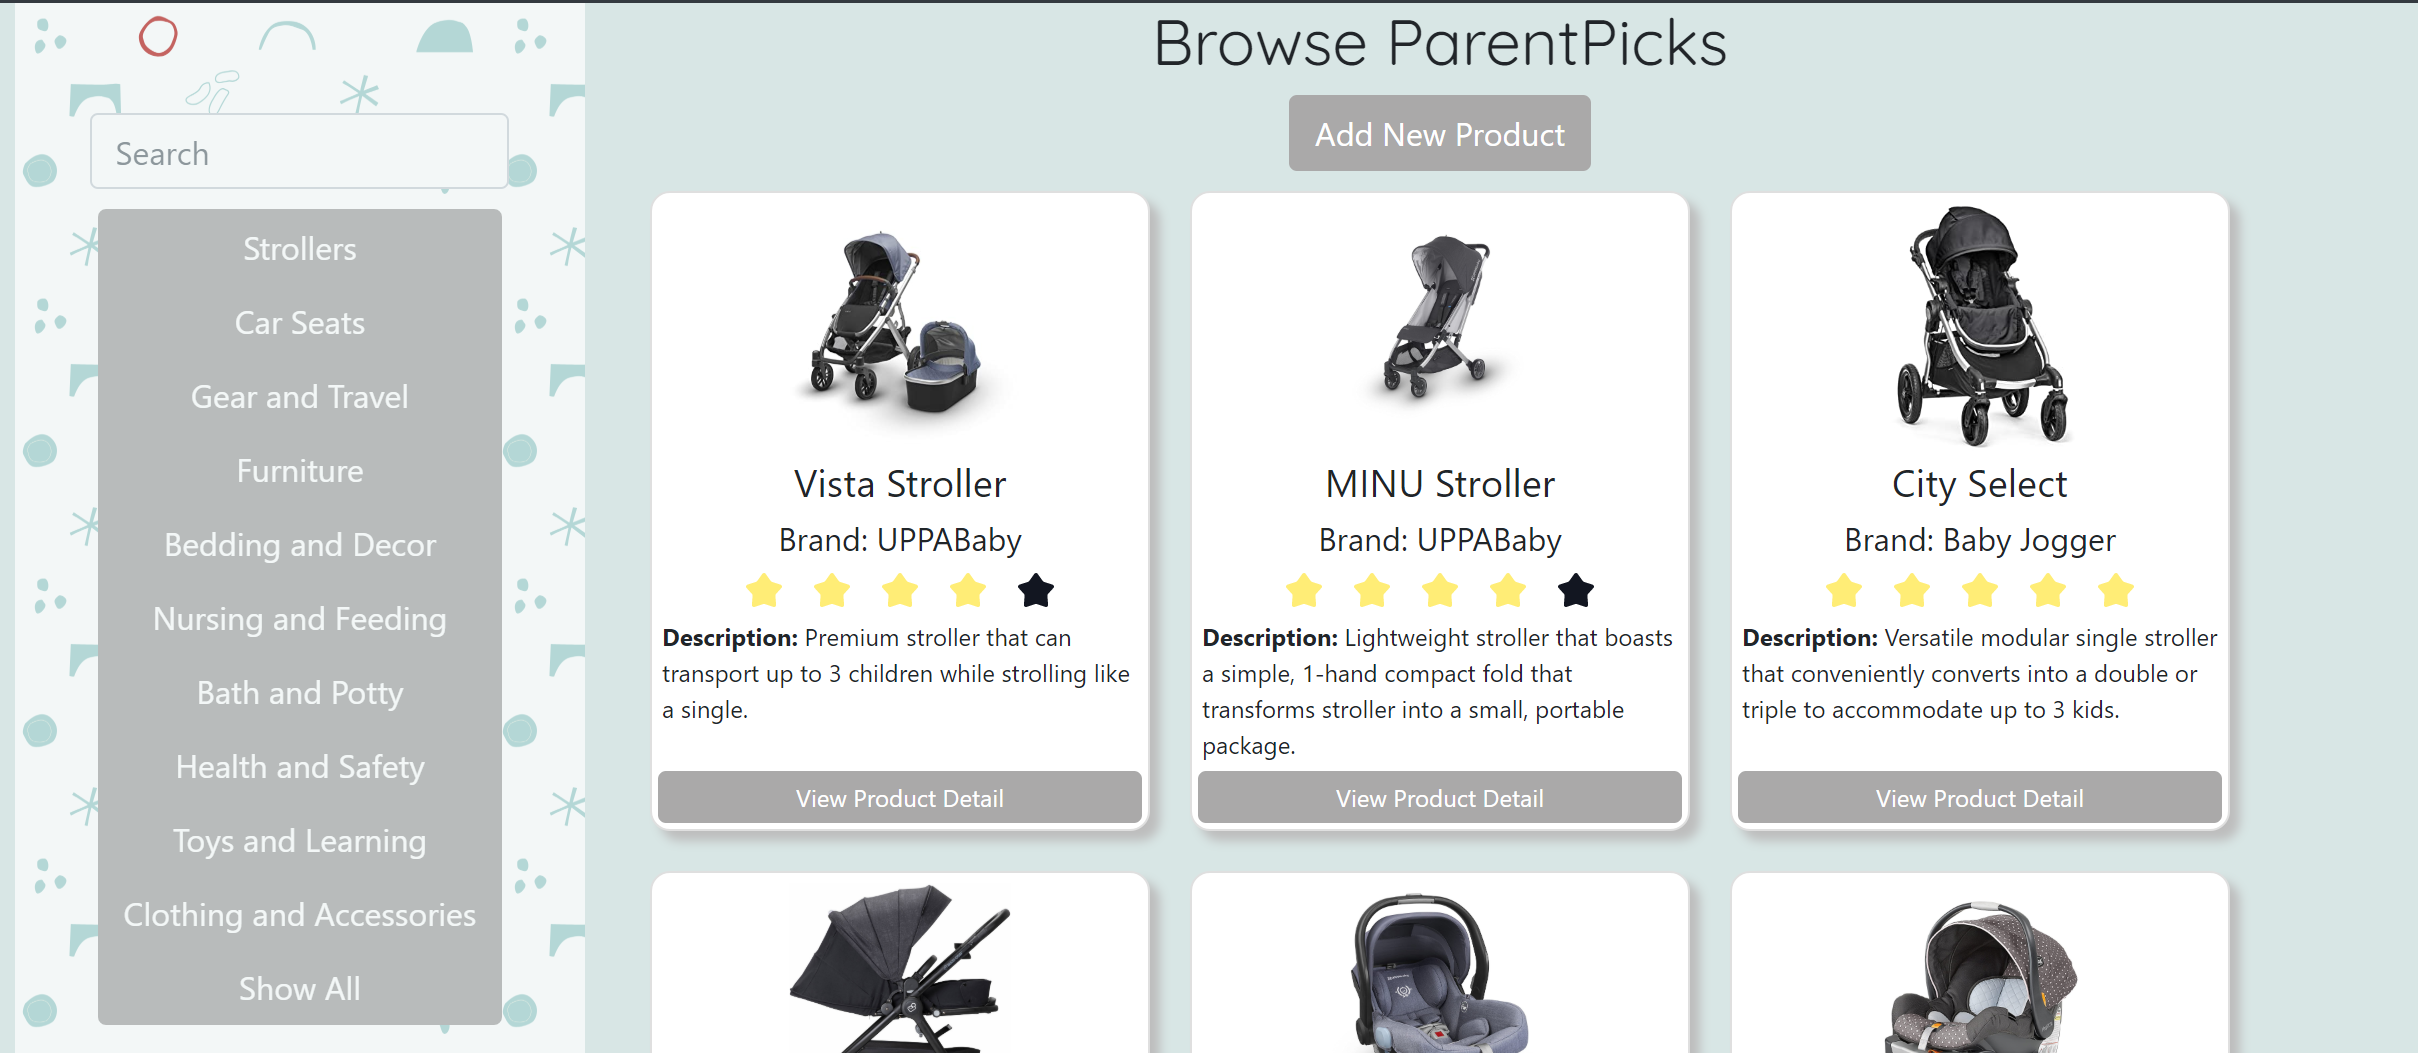 Browse ParentPicks
Add New Product
Search
Strollers
Car Seats
Gear and Travel
Furniture
Bedding and Decor
Nursing and Feeding
Bath and Potty
Health and Safety
Toys and Learning
Clothing and Accessories
Show All
Vista Stroller
Brand: UPPABaby
Description: Premium stroller that can
transport up to 3 children while strolling like
a single.
View Product Detail
MINU Stroller
Brand: UPPABaby
Description: Lightweight stroller that boasts
a simple, 1-hand compact fold that
transforms stroller into a small, portable
package.
View Product Detail
City Select
Brand: Baby Jogger
Description: Versatile modular single stroller
that conveniently converts into a double or
triple to accommodate up to 3 kids.
View Product Detail